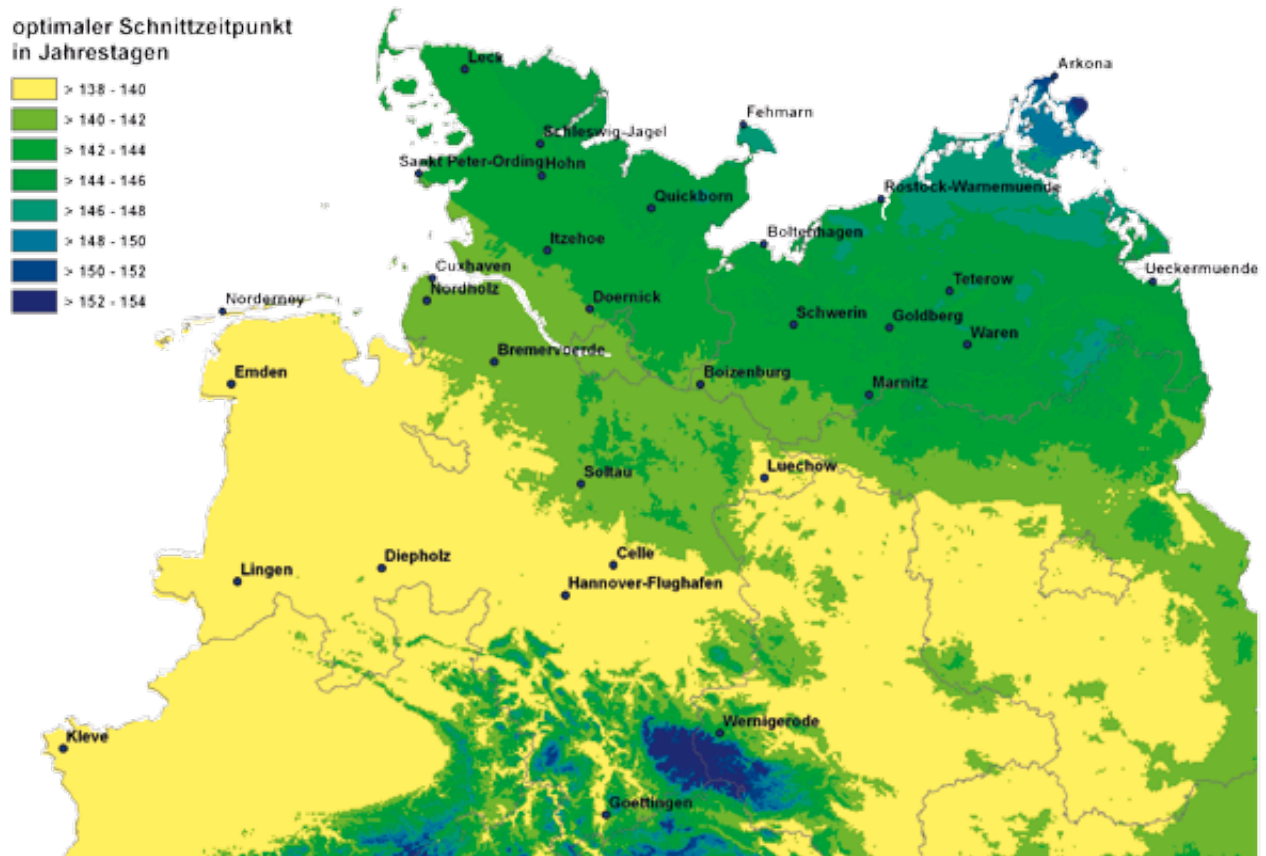 optimaler Schnittzeitpunkt
in Jahrestagen
> 138 - 140
> 140 - 142
> 142 - 144
> 144 - 146
> 146 - 148
> 148 - 150
> 150 - 152
> 152 - 154
Leck
Arkona
Fehmarn
Schleswig-Jagel
Sankt Peter-Ording
Hohn
Quickborn
Rostock-Warnemuende
Itzehoe
Boltenhagen
Cuxhaven
Ueckermuende
Nordholz
Teterow
Norderney
Doernick
Schwerin
Goldberg
Waren
Bremervoerde
Emden
Boizenburg
Marnitz
Soltau
Luechow
Celle
Diepholz
Lingen
Hannover-Flughafen
Wernigerode
Kleve
Goettingen